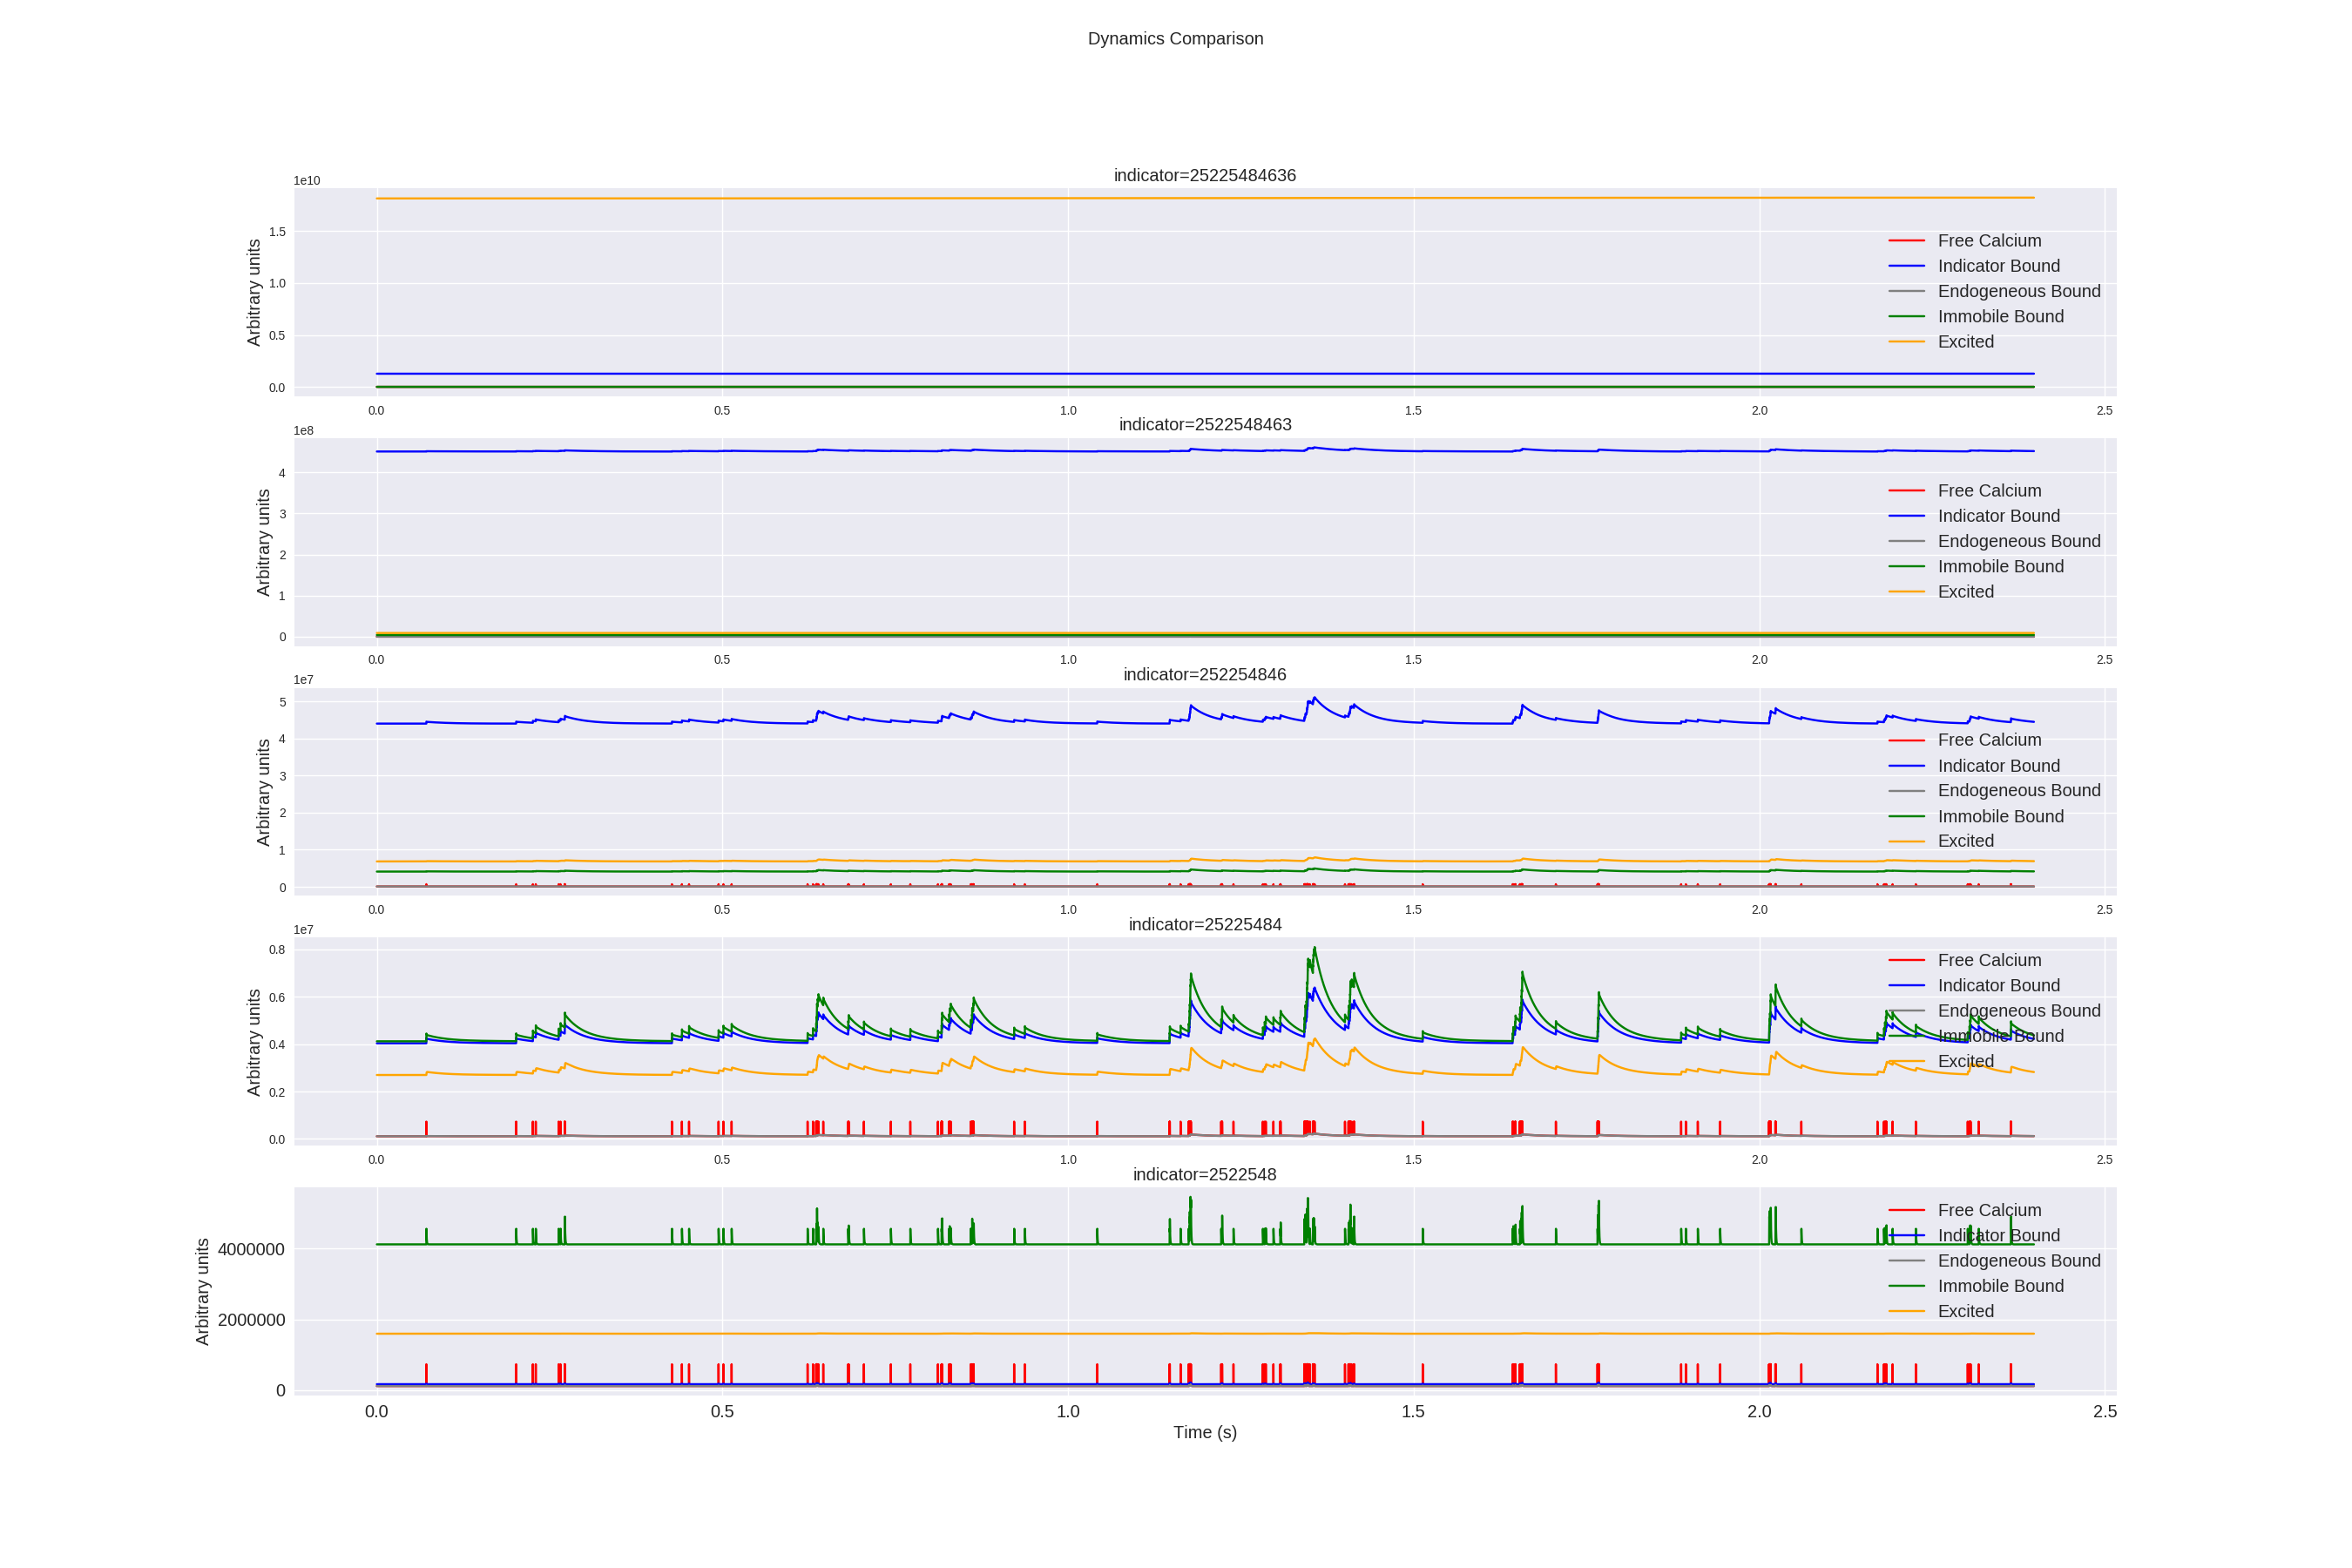 Dynamics Comparison
indicator=25225484636
1e10
Arbitrary units
1.5
1.0
0.5
0.0
Free Calcium
Indicator Bound
Endogeneous Bound
Immobile Bound
Excited
0.0 0.5 1.0 1.5 2.0 2.5
indicator=2522548463
1e8
Arbitrary units
4
3
2
1
0
Free Calcium
Indicator Bound
Endogeneous Bound
Immobile Bound
Excited
0.0 0.5 1.0 1.5 2.0 2.5
indicator=252254846
1e7
Arbitrary units
5
4
3
2
1
0
Free Calcium
Indicator Bound
Endogeneous Bound
Immobile Bound
Excited
0.0 0.5 1.0 1.5 2.0 2.5
indicator=25225484
1e7
Arbitrary units
0.8
0.6
0.4
0.2
0.0
Free Calcium
Indicator Bound
Endogeneous Bound
Immobile Bound
Excited
0.0 0.5 1.0 1.5 2.0 2.5
indicator=2522548
Arbitrary units
4000000
2000000
0
Free Calcium
Indicator Bound
Endogeneous Bound
Immobile Bound
Excited
0.0 0.5 1.0 1.5 2.0 2.5
Time (s)